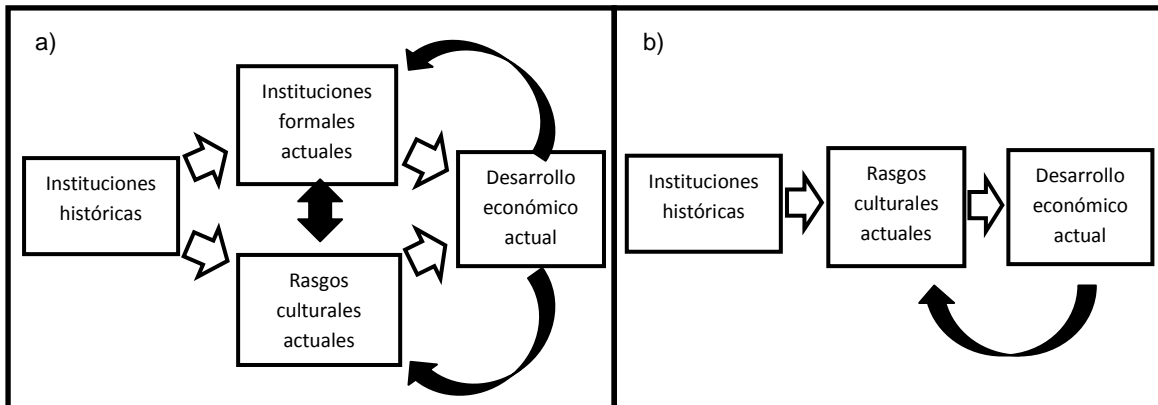 a)
Instituciones
formales
actuales
Instituciones
históricas
Desarrollo
económico
actual
Rasgos
culturales
actuales
b)
Instituciones
históricas
Rasgos
culturales
actuales
Desarrollo
económico
actual